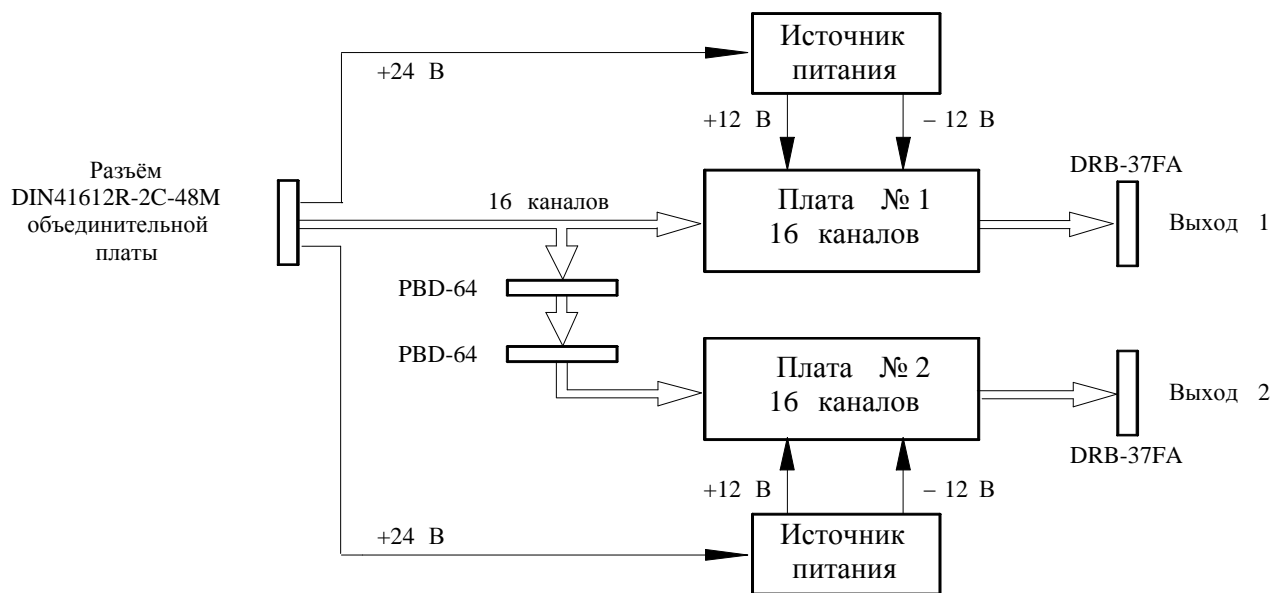 Источник
питания
+24 В
+12 В
– 12 В
Разъём
DIN41612R-2C-48M
объединительной
платы
16 каналов
Плата № 1
16 каналов
DRB-37FA
Выход 1
PBD-64
PBD-64
Плата № 2
16 каналов
Выход 2
DRB-37FA
+12 В
– 12 В
+24 В
Источник
питания